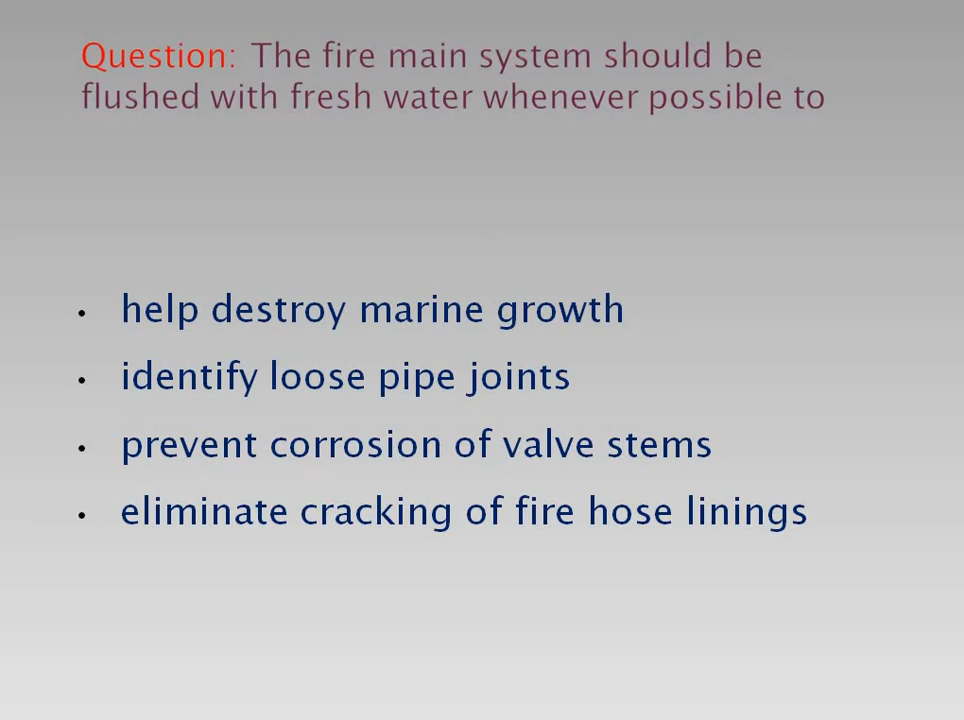 Question: The fire main system should be
flushed with fresh water whenever possible to
• help destroy marine growth
• identify loose pipe joints
• prevent corrosion of valve stems
• eliminate cracking of fire hose linings